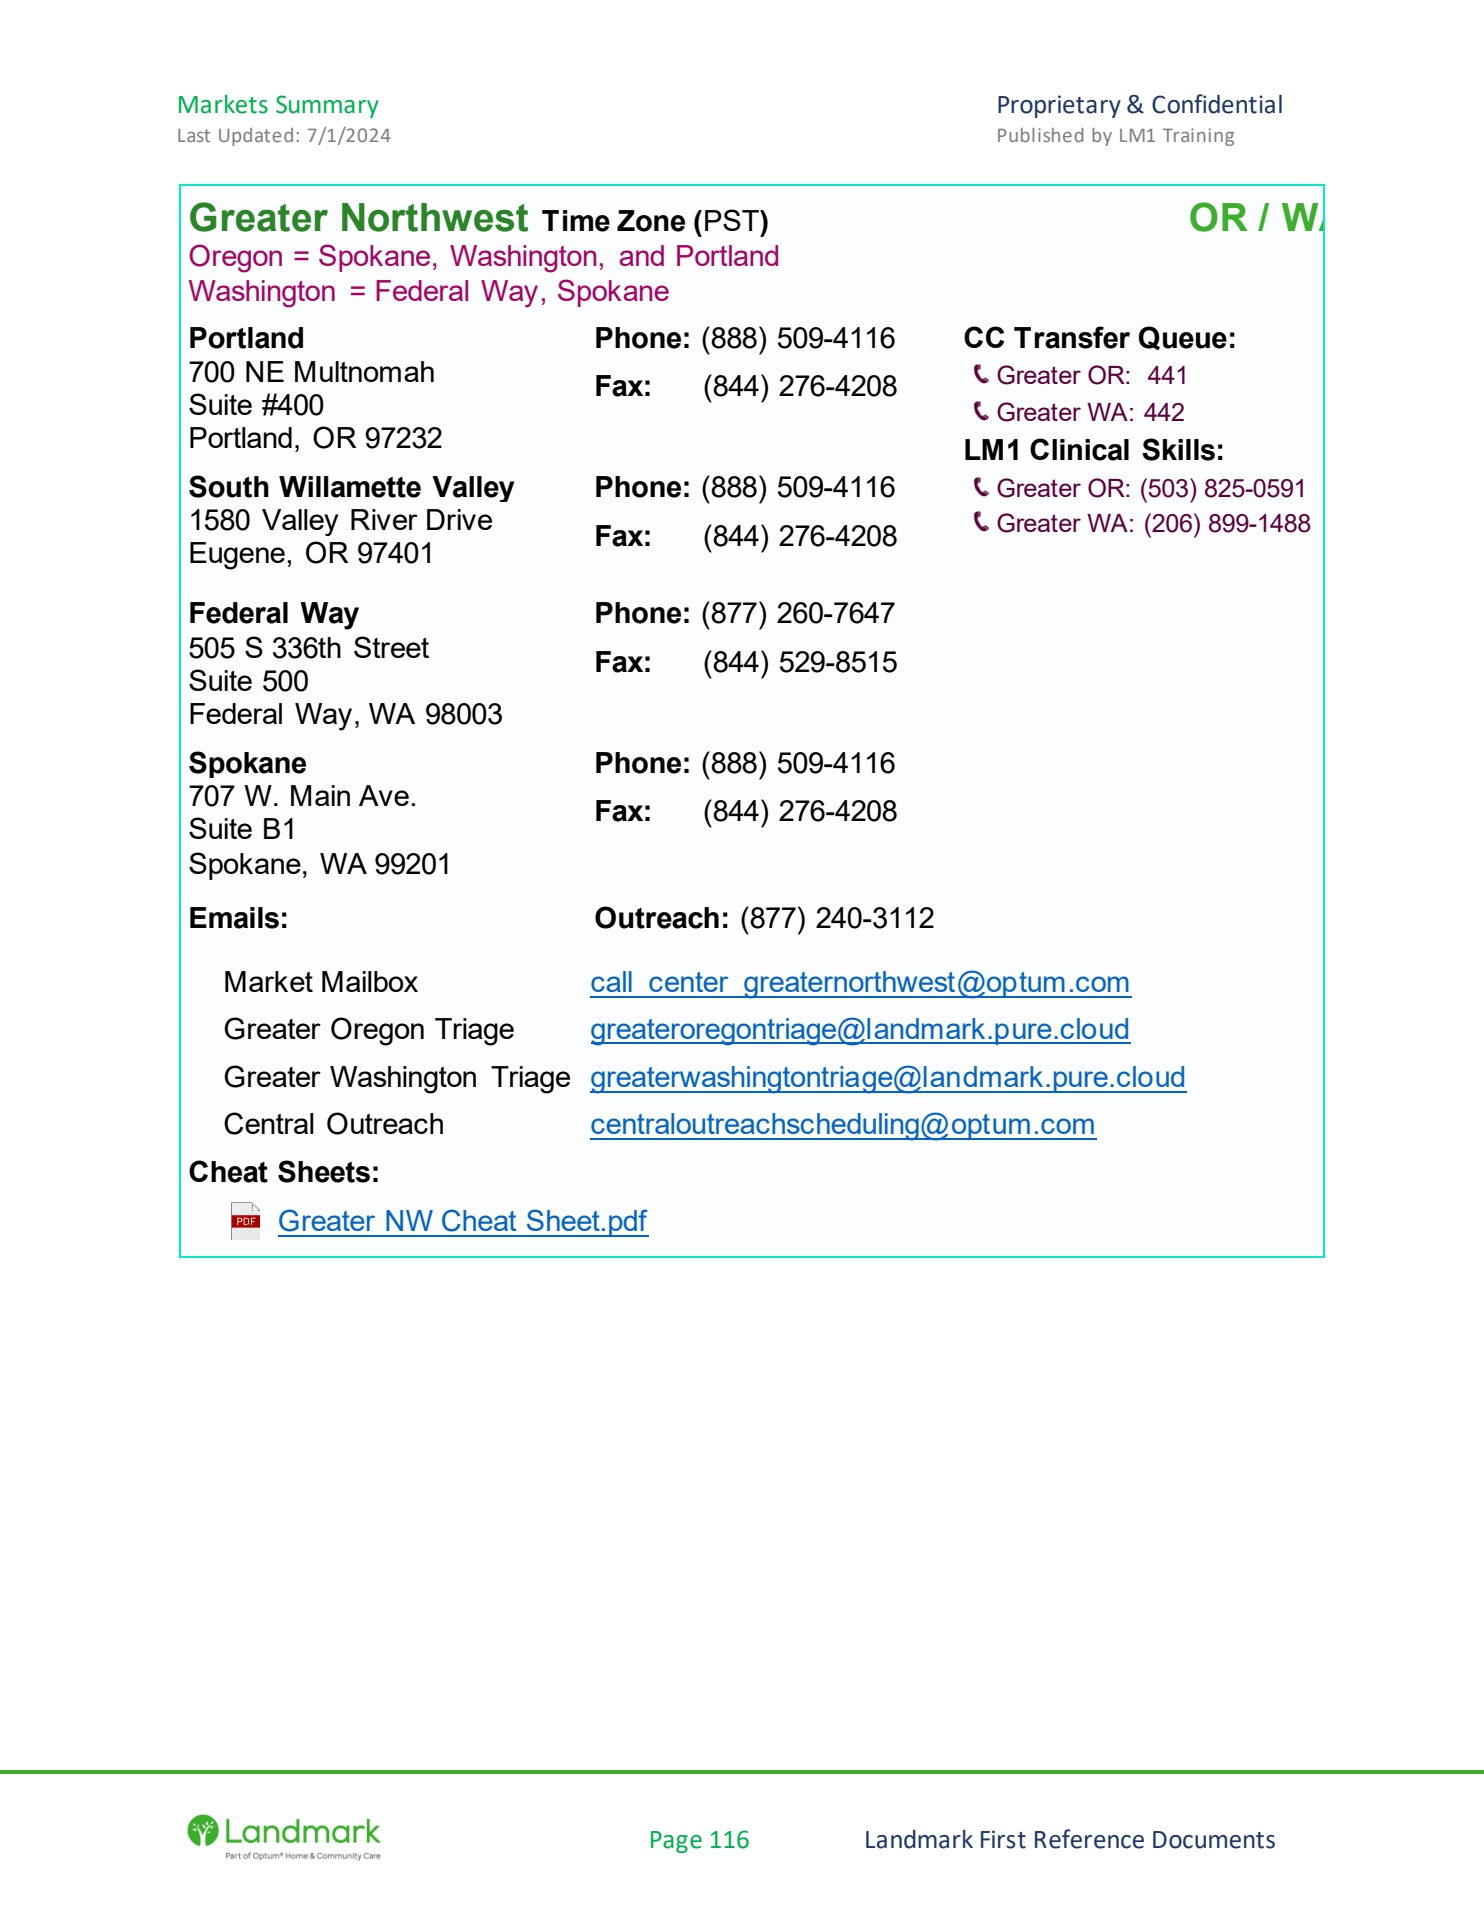 Markets Summary
Proprietary & Confidential
Last Updated: 7/1/2024
Published by LM1 Training
Greater Northwest Time Zone (PST)
OR / WA
Oregon = Spokane, Washington, and Portland
Washington = Federal Way, Spokane
Portland
700 NE Multnomah
Suite #400
Portland, OR 97232
Phone: (888) 509-4116
Fax: (844) 276-4208
CC Transfer Queue:
Greater OR: 441
Greater WA: 442
LM1 Clinical Skills:
Greater OR: (503) 825-0591
Greater WA: (206) 899-1488
South Willamette Valley
1580 Valley River Drive
Eugene, OR 97401
Phone: (888) 509-4116
Fax: (844) 276-4208
Federal Way
505 S 336th Street
Suite 500
Federal Way, WA 98003
Phone: (877) 260-7647
Fax: (844) 529-8515
Spokane
707 W. Main Ave.
Suite B1
Spokane, WA 99201
Phone: (888) 509-4116
Fax: (844) 276-4208
Emails:
Outreach: (877) 240-3112
Market Mailbox call_center_greaternorthwest@optum.com
Greater Oregon Triage greateroregontriage@landmark.pure.cloud
Greater Washington Triage greaterwashingtontriage@landmark.pure.cloud
Central Outreach centraloutreachscheduling@optum.com
Cheat Sheets:
PDF Greater NW Cheat Sheet.pdf
Landmark
Part of Optum® Home & Community Care
Page 116
Landmark First Reference Documents